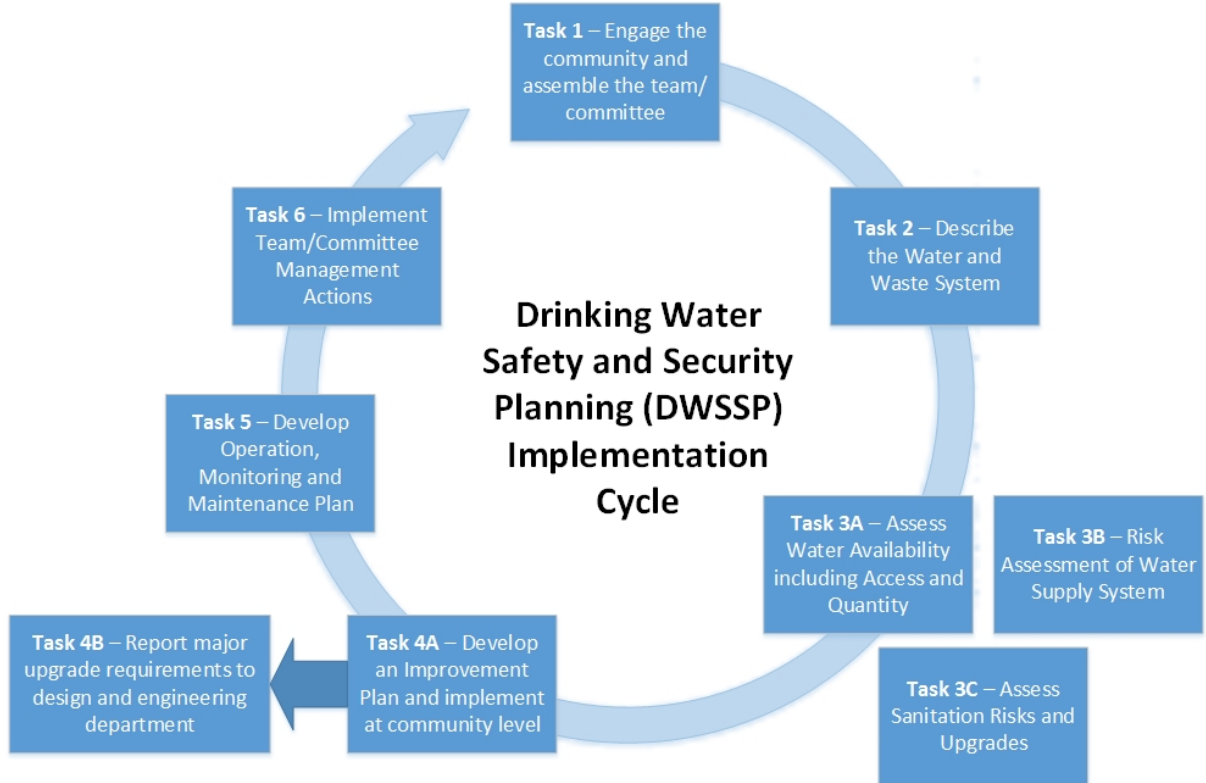 Task 1 – Engage the
community and
assemble the team/
committee
Task 2 – Describe
the Water and
Waste System
Task 6 – Implement
Team/Committee
Management
Actions
Drinking Water
Safety and Security
Planning (DWSSP)
Implementation
Cycle
Task 5 – Develop
Operation,
Monitoring and
Maintenance Plan
Task 3A – Assess
Water Availability
including Access and
Quantity
Task 3B – Risk
Assessment of Water
Supply System
Task 3C – Assess
Sanitation Risks and
Upgrades
Task 4A – Develop
an Improvement
Plan and implement
at community level
Task 4B – Report major
upgrade requirements to
design and engineering
department